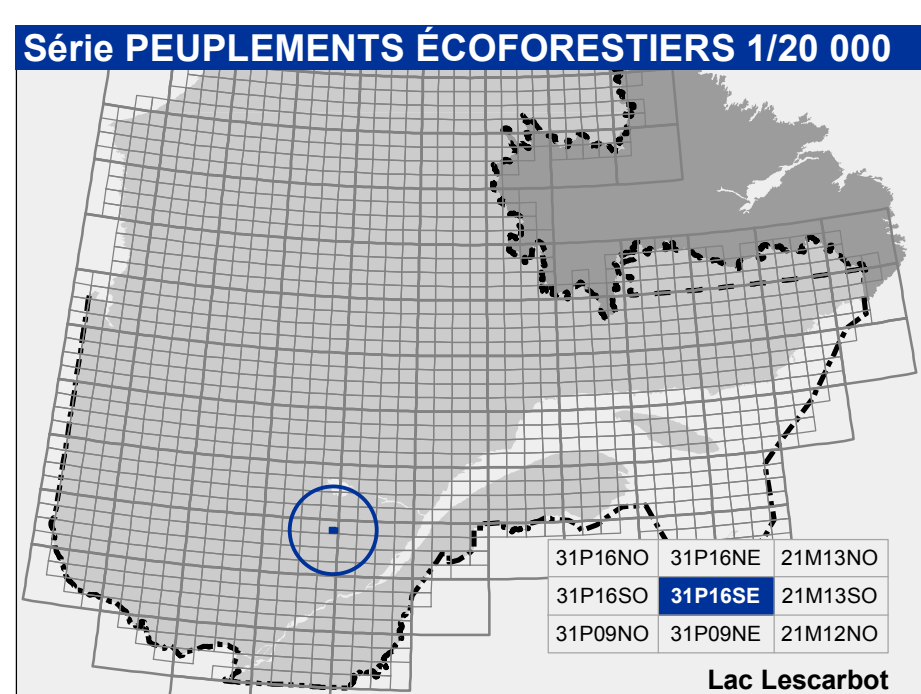 Série PEUPLEMENTS ÉCOFORESTIERS 1/20 000
31P16NO 31P16NE 21M13NO
31P16SO 31P16SE 21M13SO
31P09NO 31P09NE 21M12NO
Lac Lescarbot